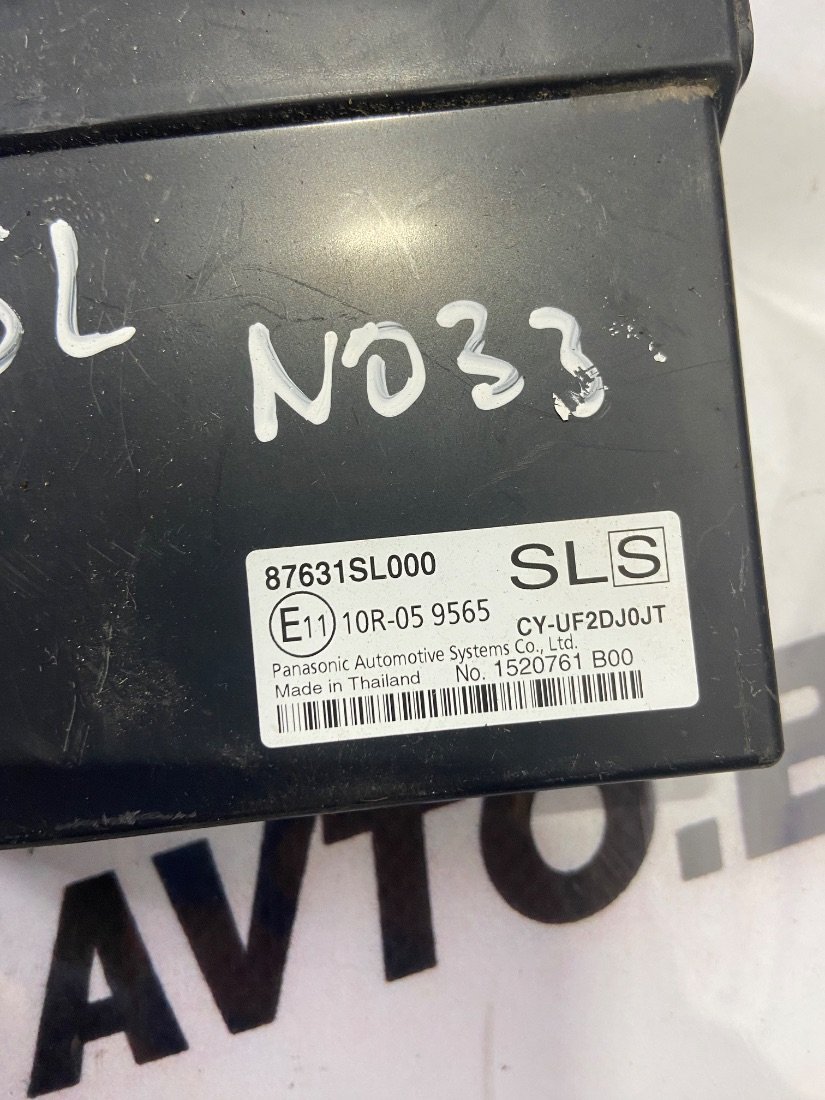 SL
NO33
87631SL000
SLS
E11 10R-05 9565
CY-UF2DJ0JT
Panasonic Automotive Systems Co., Ltd.
Made in Thailand No. 1520761 B00
AVTO.